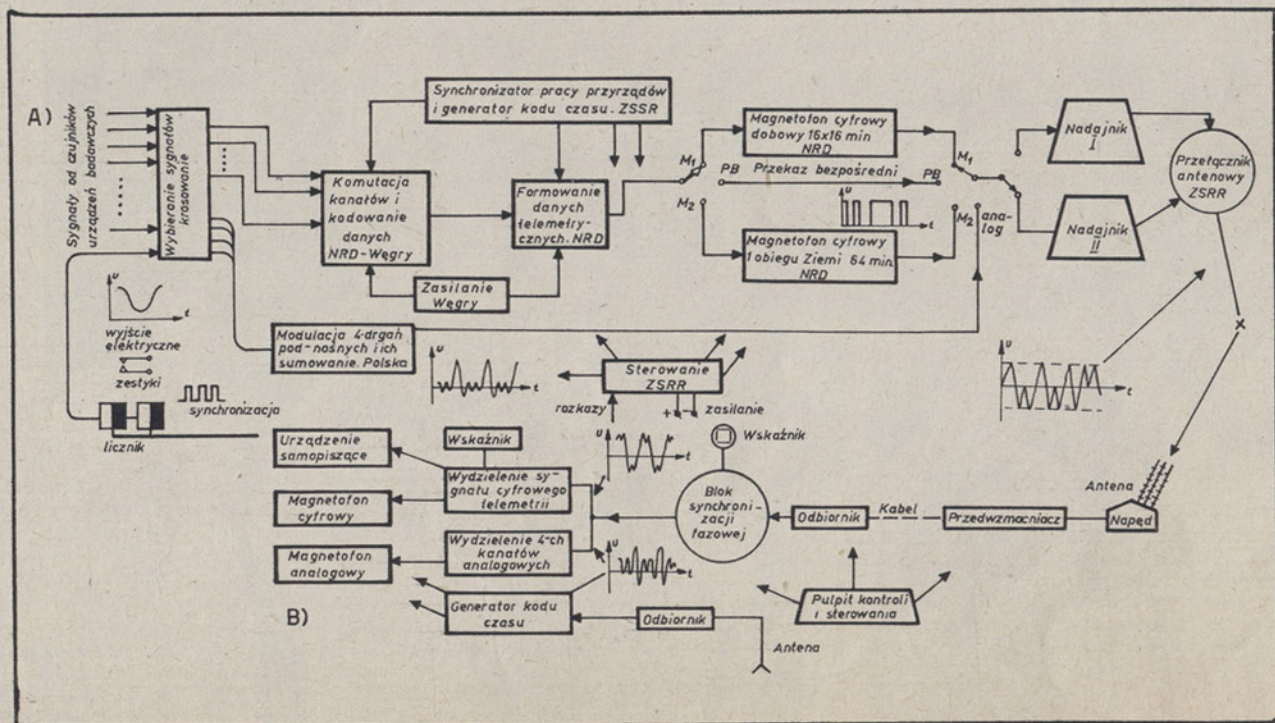 A)
Sygnały od czujników
urządzeń badawczych
Wybieranie sygnałów
krosowanie
Synchronizator pracy przyrządów
i generator kodu czasu. ZSSR
Komutacja
kanałów i
kodowanie
danych
NRD-Węgry
Formowanie
danych
telemetry-
cznych. NRD
Zasilanie
Węgry
M1
PB
M2
Magnetofon cyfrowy
dobowy 16x16 min
NRD
Przekaz bezpośredni
u
t
Magnetofon cyfrowy
1 obiegu Ziemi 64 min.
NRD
M1
PB
M2
ana-
log
Nadajnik
I
Nadajnik
II
Przełącznik
antenowy
ZSRR
u
t
wyjście
elektryczne
zestyki
synchronizacja
licznik
Modulacja 4-drgań
pod-nośnych i ich
sumowanie. Polska
u
t
Sterowanie
ZSRR
rozkazy
+ -
zasilanie
u
t
x
Urządzenie
samopiszące
Wskaźnik
u
t
Wskaźnik
Magnetofon
cyfrowy
Wydzielenie sy-
gnału cyfrowego
telemetrii
Blok
synchroni-
zacji
fazowej
Odbiornik
Kabel
Przedwzmacniacz
Antena
Napęd
Magnetofon
analogowy
Wydzielenie 4-ch
kanałów
analogowych
u
t
B)
Generator kodu
czasu
Odbiornik
Antena
Pulpit kontroli
i sterowania